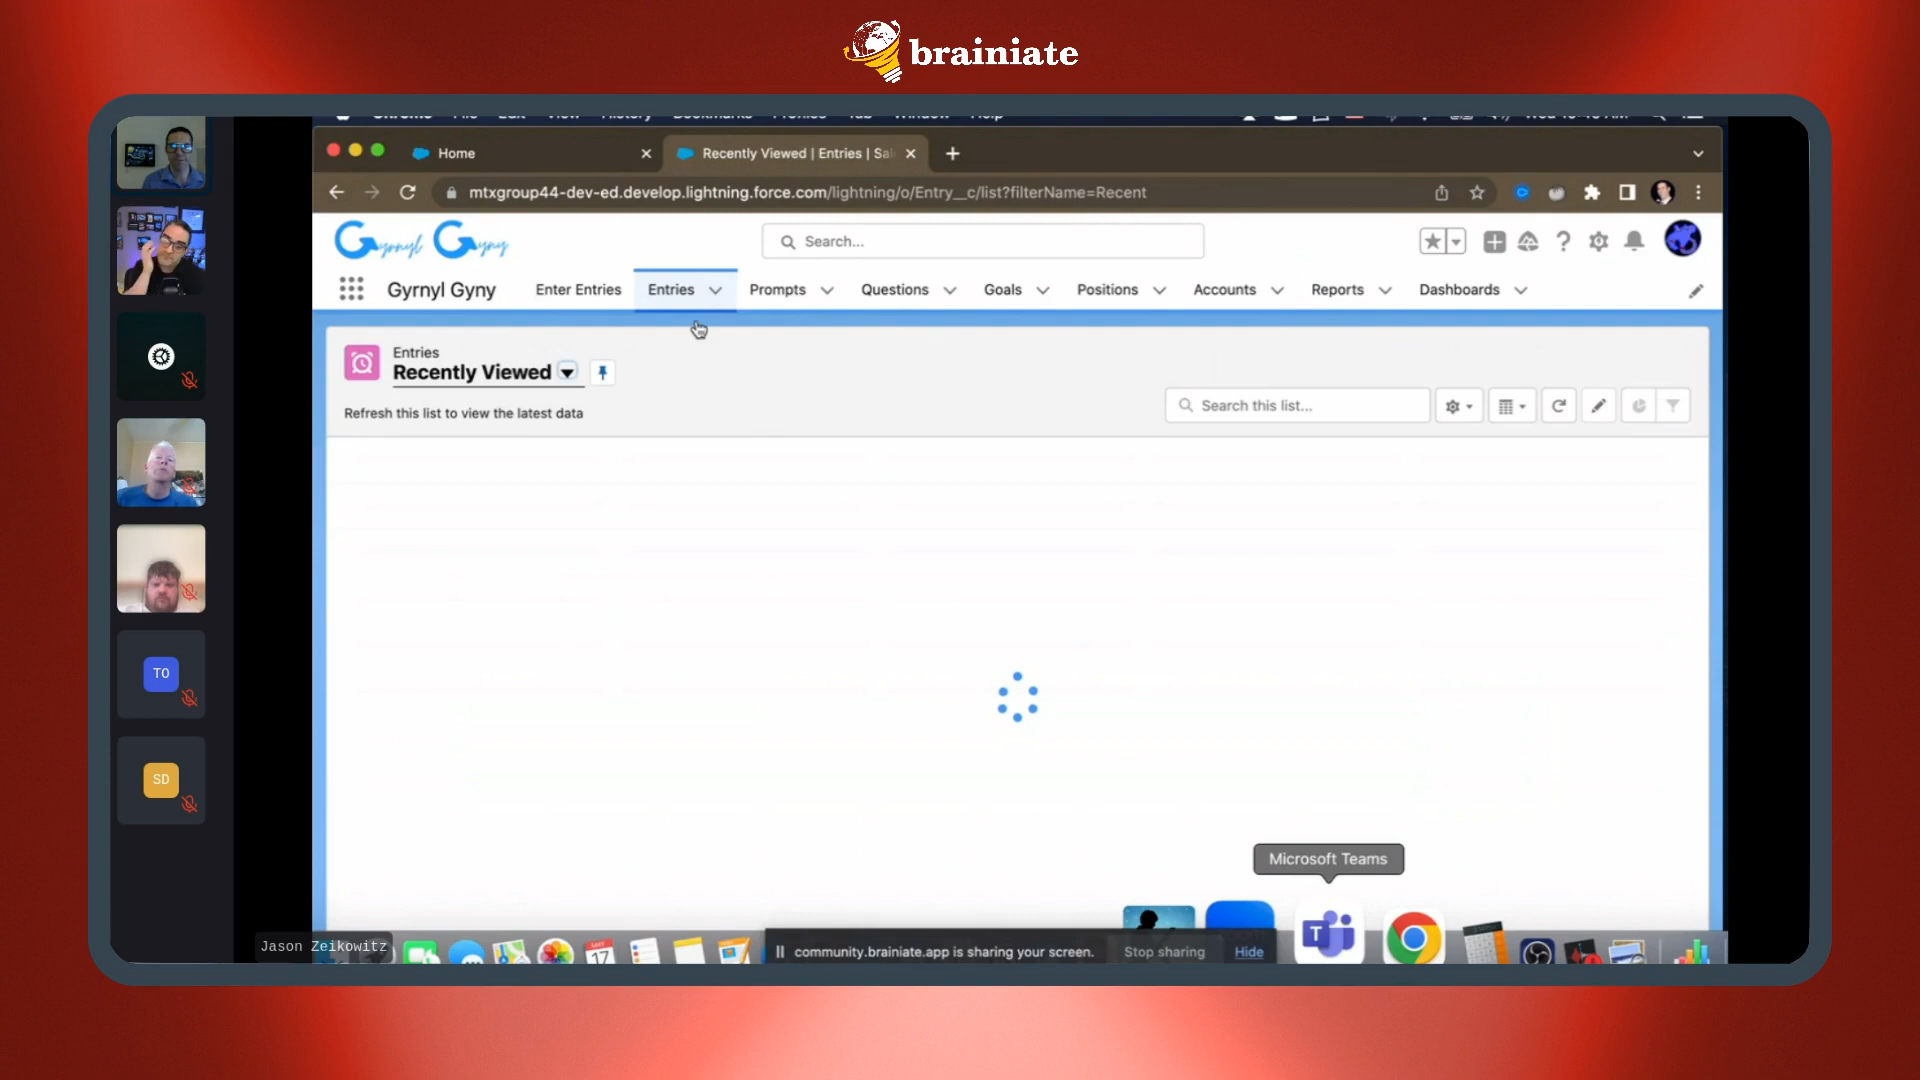 brainiate
Home
Recently Viewed | Entries | Sal
mtxgroup44-dev-ed.develop.lightning.force.com/lightning/o/Entry__c/list?filterName=Recent
Gyrnyl Gyny
Search...
Gyrnyl Gyny
Enter Entries
Entries
Prompts
Questions
Goals
Positions
Accounts
Reports
Dashboards
Entries
Recently Viewed
Refresh this list to view the latest data
Search this list...
TO
SD
Microsoft Teams
Jason Zeikowitz
17
community.brainiate.app is sharing your screen.
Stop sharing
Hide
T